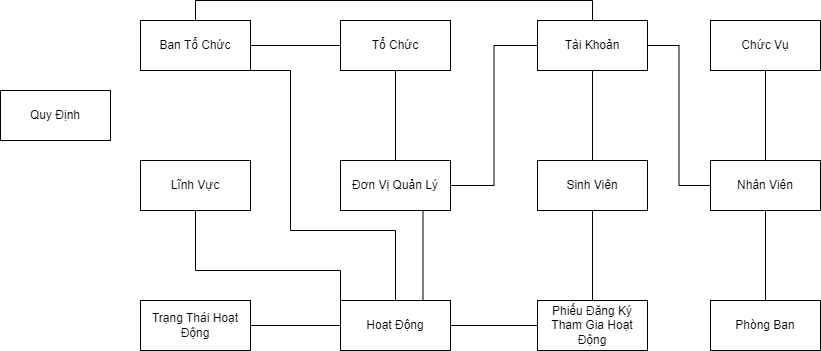 Ban Tổ Chức
Tổ Chức
Tài Khoản
Chức Vụ
Quy Định
Lĩnh Vực
Đơn Vị Quản Lý
Sinh Viên
Nhân Viên
Trạng Thái Hoạt
Động
Hoạt Động
Phiếu Đăng Ký
Tham Gia Hoạt
Động
Phòng Ban